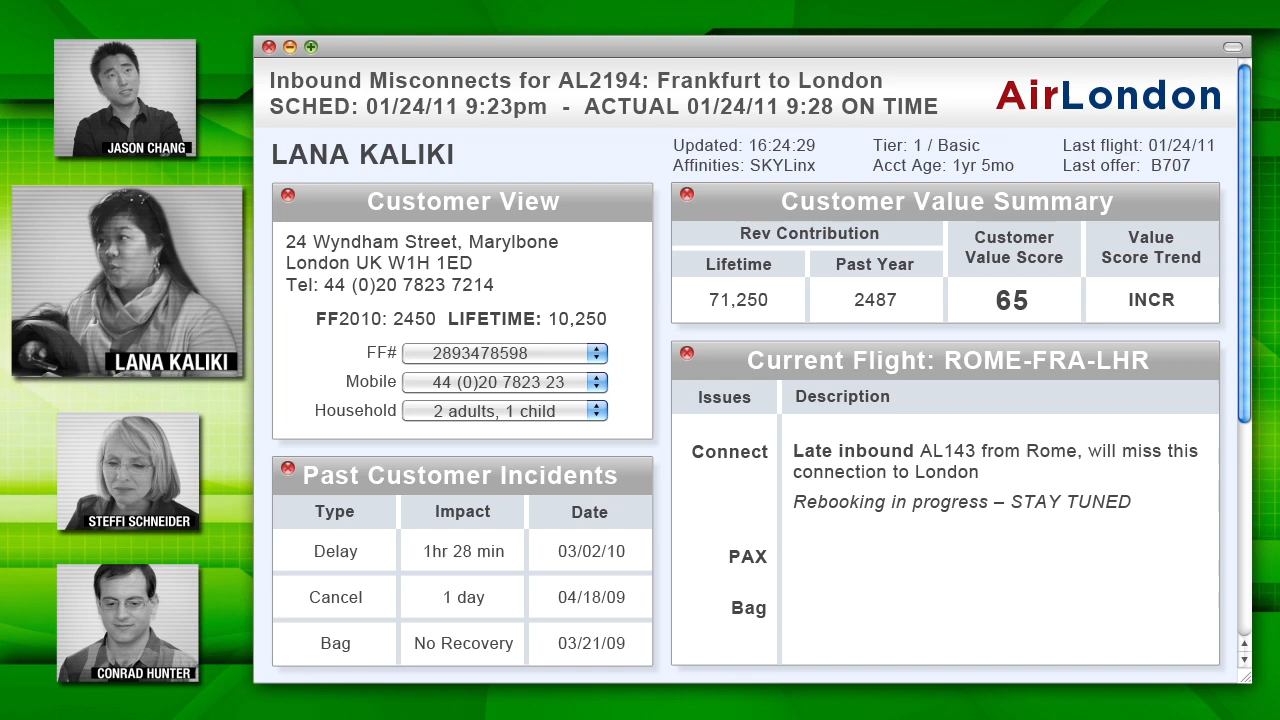 JASON CHANG
LANA KALIKI
STEFFI SCHNEIDER
CONRAD HUNTER
Inbound Misconnects for AL2194: Frankfurt to London
SCHED: 01/24/11 9:23pm - ACTUAL 01/24/11 9:28 ON TIME
AirLondon
LANA KALIKI
Updated: 16:24:29
Affinities: SKYLinx
Tier: 1 / Basic
Acct Age: 1yr 5mo
Last flight: 01/24/11
Last offer: B707
Customer View
24 Wyndham Street, Marylbone
London UK W1H 1ED
Tel: 44 (0)20 7823 7214
FF2010: 2450 LIFETIME: 10,250
FF# 2893478598
Mobile 44 (0)20 7823 23
Household 2 adults, 1 child
Past Customer Incidents
Type Impact Date
Delay 1hr 28 min 03/02/10
Cancel 1 day 04/18/09
Bag No Recovery 03/21/09
Customer Value Summary
Rev Contribution
Lifetime Past Year
Customer
Value Score
Value
Score Trend
71,250 2487 65 INCR
Current Flight: ROME-FRA-LHR
Issues Description
Connect
Late inbound AL143 from Rome, will miss this
connection to London
Rebooking in progress – STAY TUNED
PAX
Bag